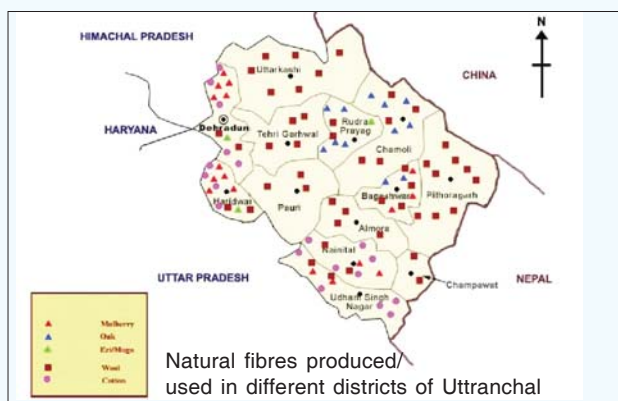 N
HIMACHAL PRADESH
CHINA
Uttarkashi
HARYANA
Dehradun
Tehri Garhwal
Rudra
Prayag
Chamoli
Haridwar
Pauri
Bageshwar
Pithoragarh
Almora
Nainital
UTTAR PRADESH
NEPAL
Champawat
Udham Singh
Nagar
Mulberry
Oak
Eri/Muga
Wool
Cotton
Natural fibres produced/
used in different districts of Uttranchal